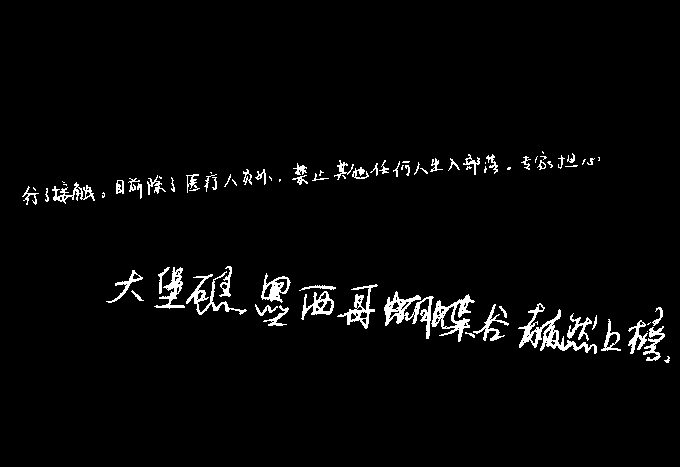 行了接触。目前除了医疗人员外，禁止其他任何人生入部落。专家担心
大堡礁墨西哥蝴蝶谷赫然上榜。